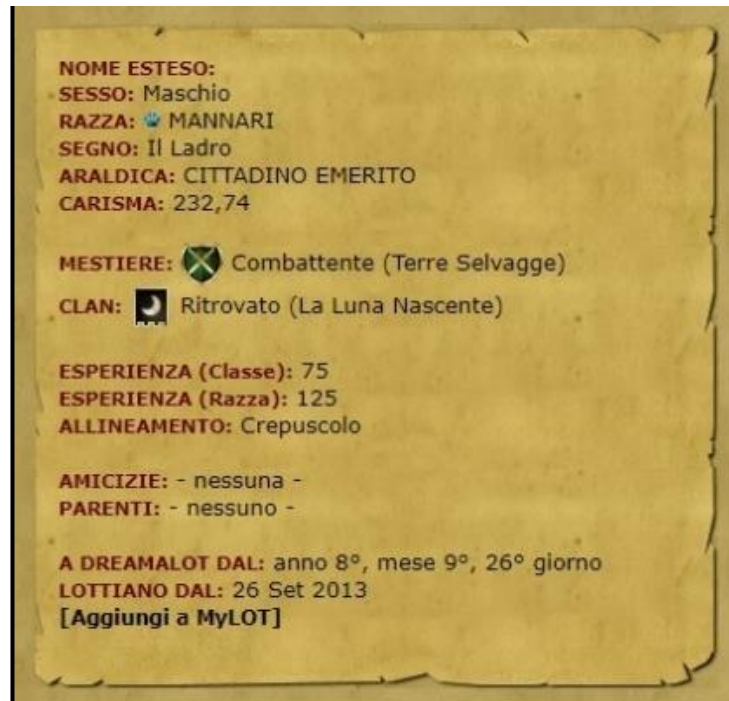 NOME ESTESO:
SESSO: Maschio
RAZZA: MANNARI
SEGNO: Il Ladro
ARALDICA: CITTADINO EMERITO
CARISMA: 232,74
MESTIERE: Combattente (Terre Selvagge)
CLAN: Ritrovato (La Luna Nascente)
ESPERIENZA (Classe): 75
ESPERIENZA (Razza): 125
ALLINEAMENTO: Crepuscolo
AMICIZIE: - nessuna -
PARENTI: - nessuno -
A DREAMALOT DAL: anno 8°, mese 9°, 26° giorno
LOTTIANO DAL: 26 Set 2013
[Aggiungi a MyLOT]